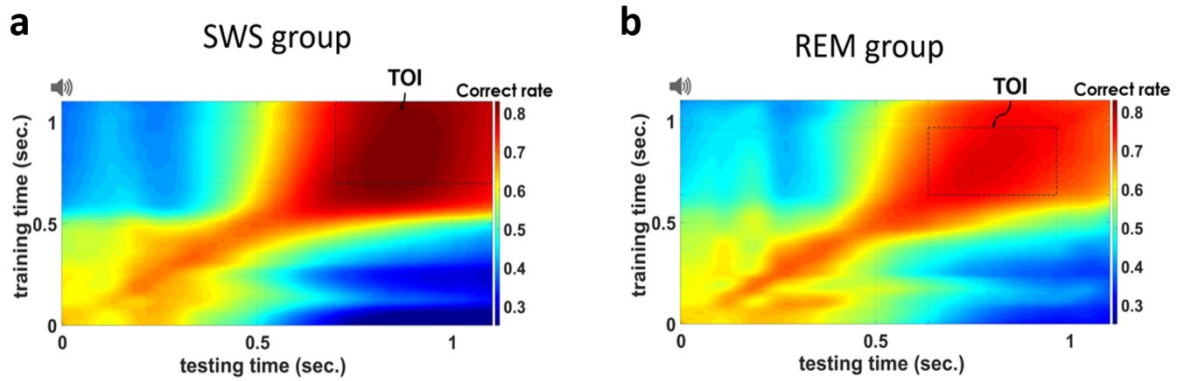 a
SWS group
TOI
Correct rate
training time (sec.)
1
0.5
0
0.8
0.7
0.6
0.5
0.4
0.3
0
0.5
1
testing time (sec.)
b
REM group
TOI
Correct rate
training time (sec.)
1
0.5
0
0.8
0.7
0.6
0.5
0.4
0.3
0
0.5
1
testing time (sec.)